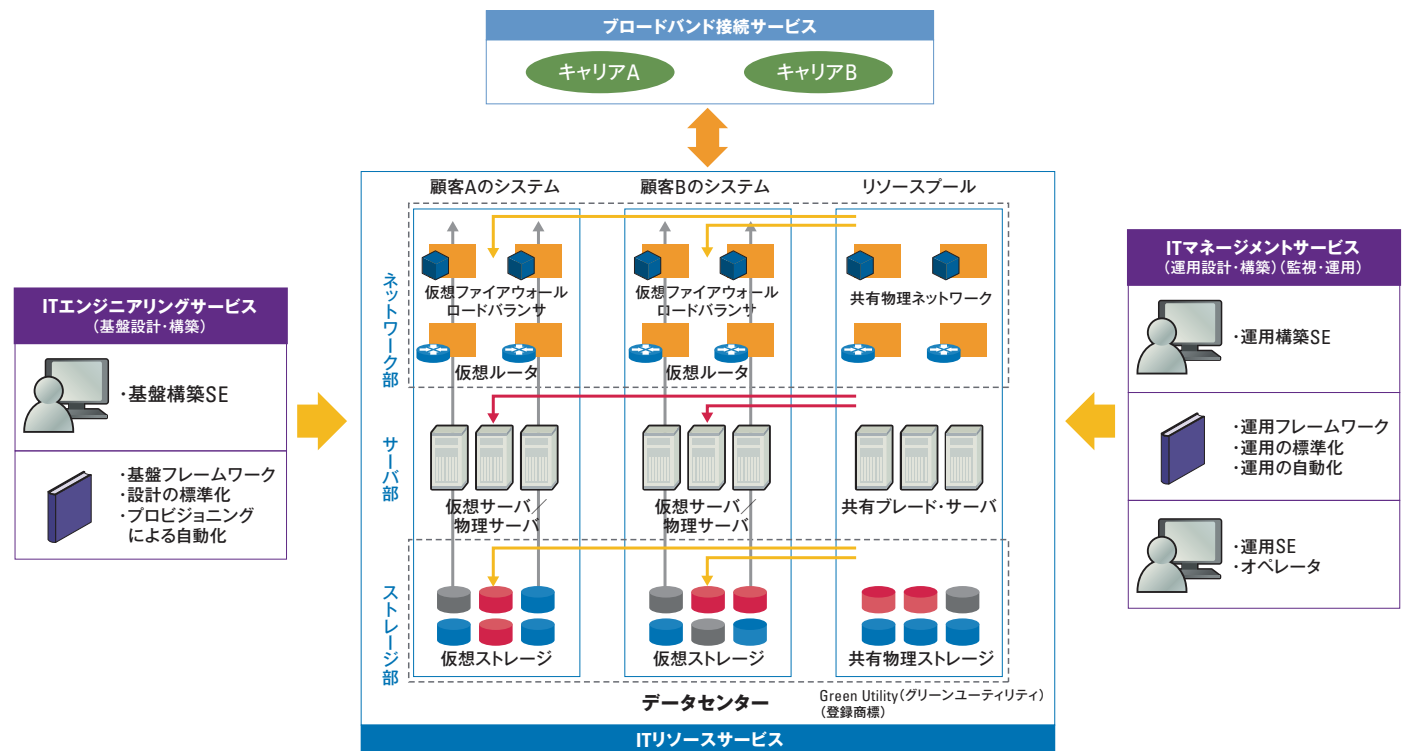 ブロードバンド接続サービス
キャリアA
キャリアB
ITエンジニアリングサービス
（基盤設計・構築）
・基盤構築SE
・基盤フレームワーク
・設計の標準化
・プロビジョニング
による自動化
顧客Aのシステム
顧客Bのシステム
リソースプール
ネットワーク部
仮想ファイアウォール
ロードバランサ
仮想ファイアウォール
ロードバランサ
共有物理ネットワーク
仮想ルータ
仮想ルータ
サーバ部
仮想サーバ／
物理サーバ
仮想サーバ／
物理サーバ
共有ブレード・サーバ
ストレージ部
仮想ストレージ
仮想ストレージ
共有物理ストレージ
データセンター
Green Utility（グリーンユーティリティ）
（登録商標）
ITリソースサービス
ITマネージメントサービス
（運用設計・構築）（監視・運用）
・運用構築SE
・運用フレームワーク
・運用の標準化
・運用の自動化
・運用SE
・オペレータ